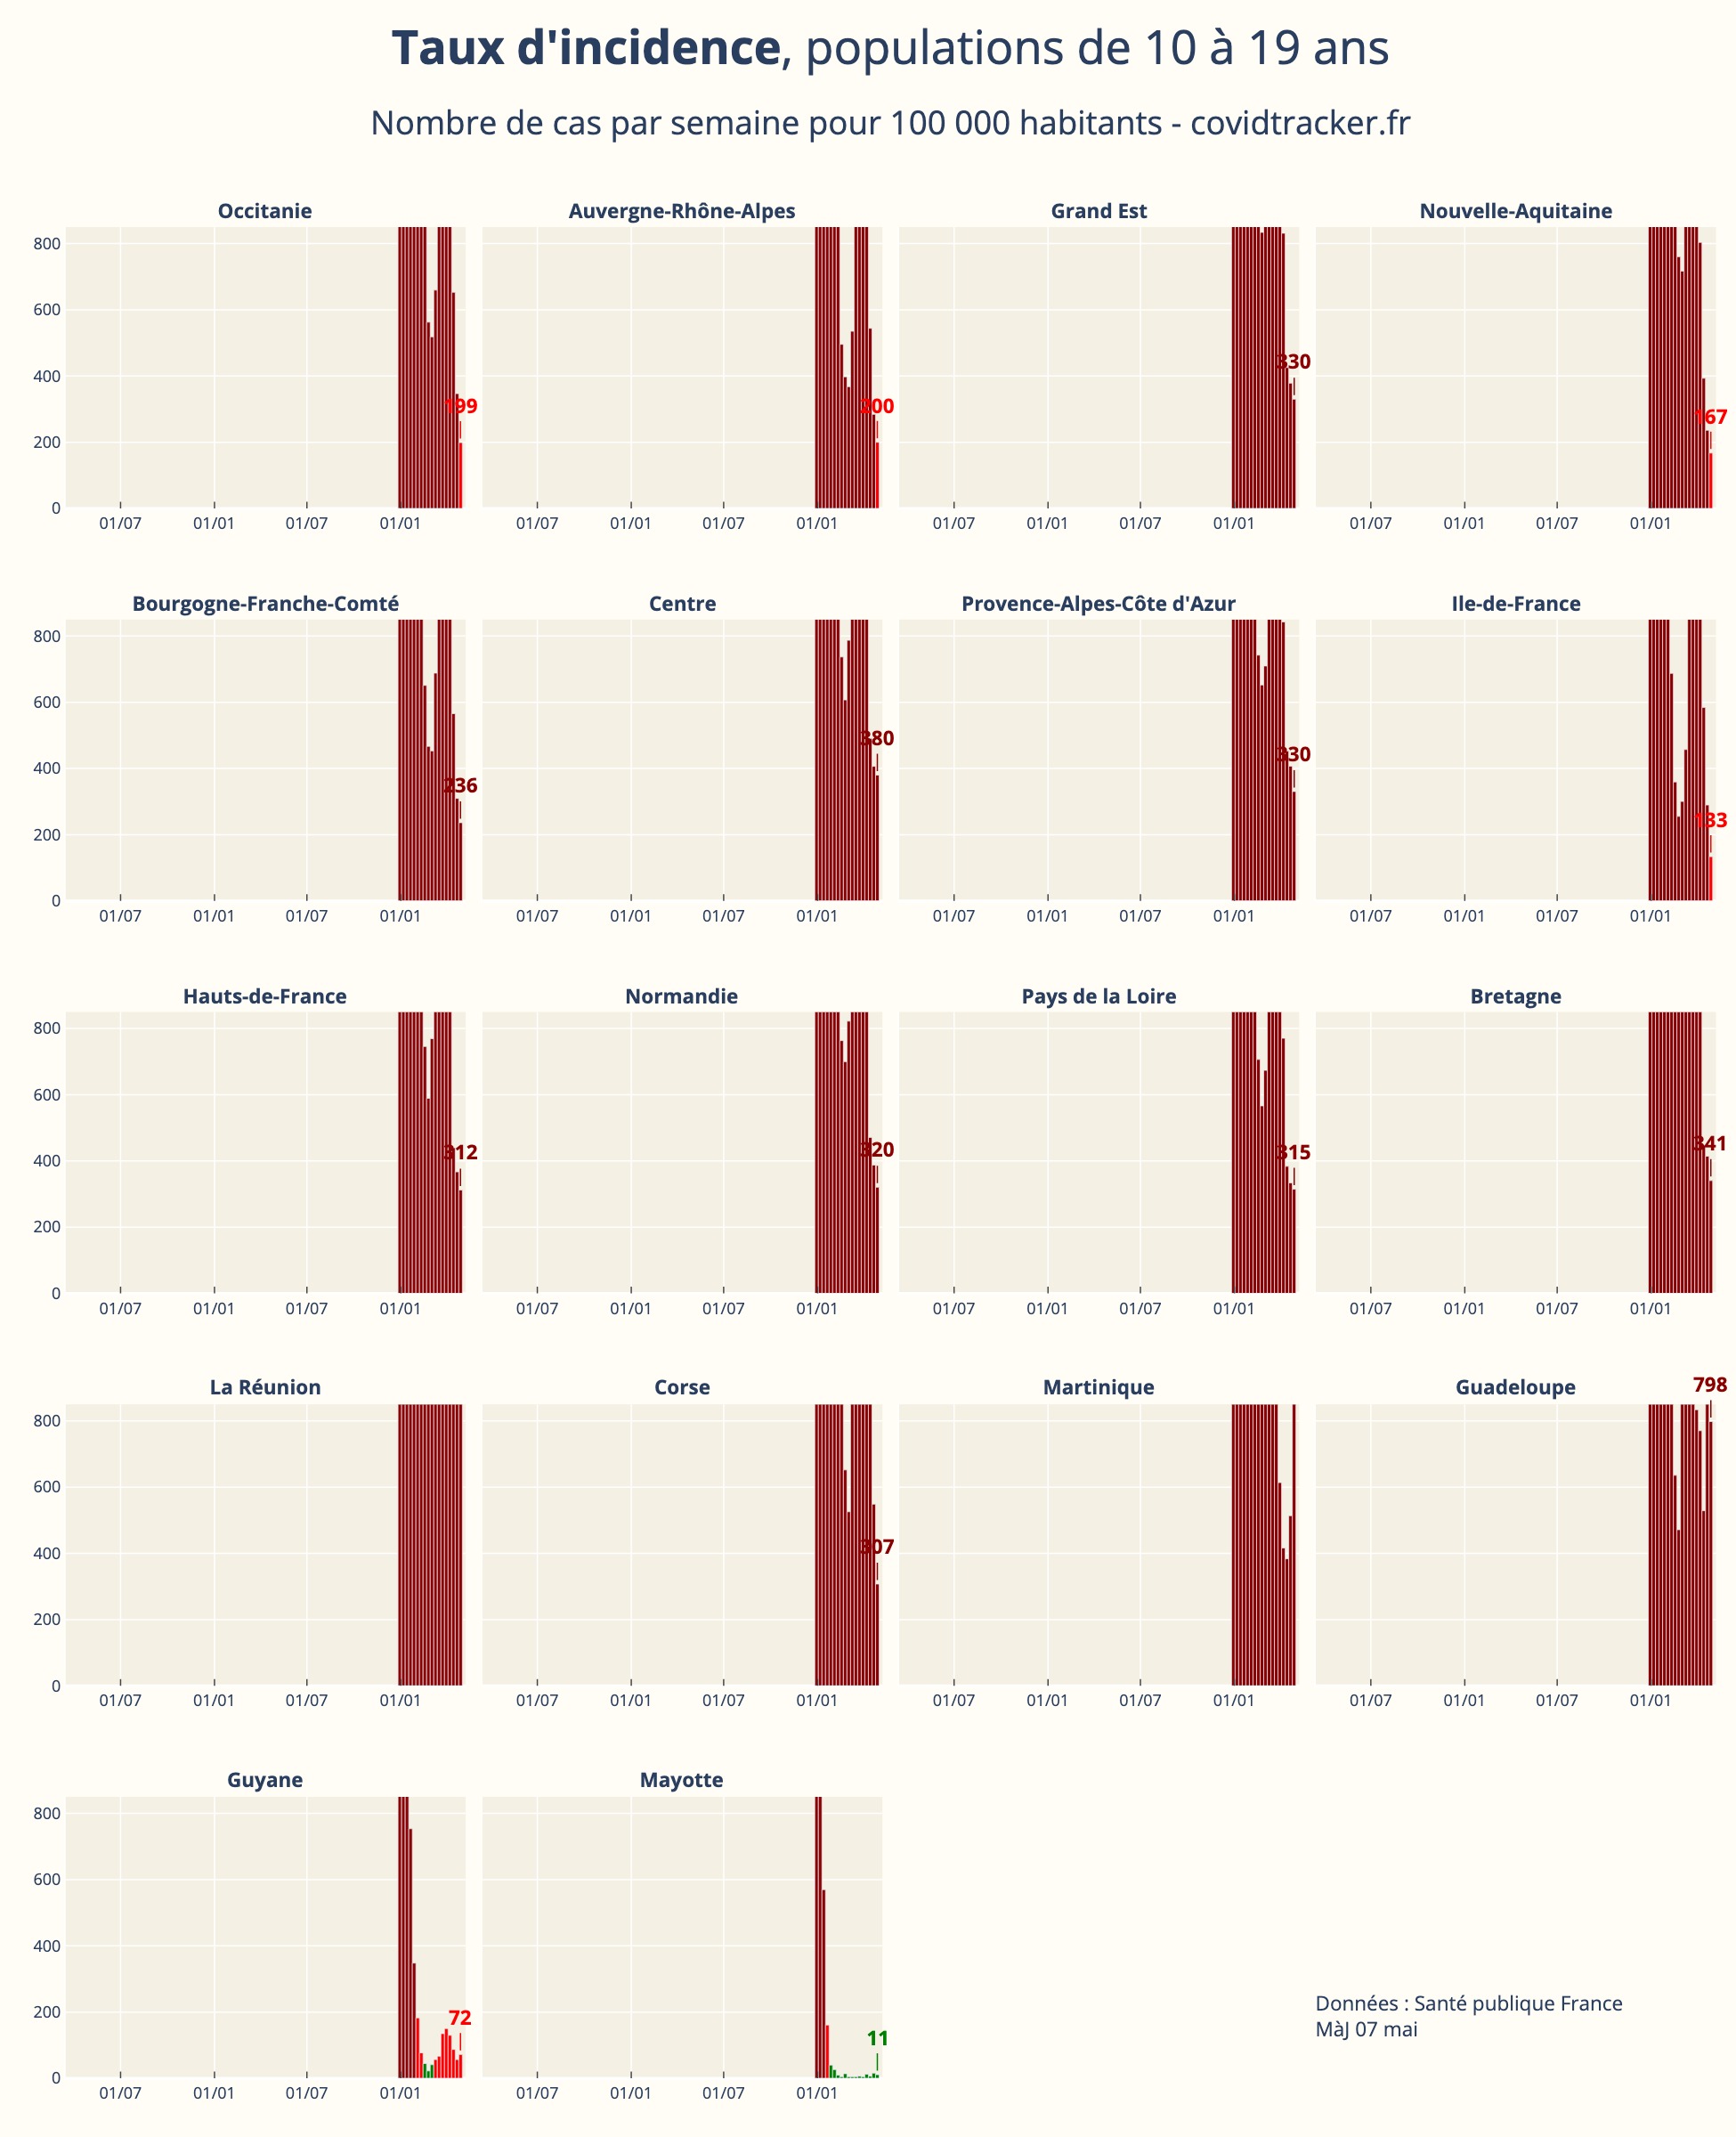 Taux d'incidence, populations de 10 à 19 ans
Nombre de cas par semaine pour 100 000 habitants - covidtracker.fr
Occitanie
Auvergne-Rhône-Alpes
Grand Est
Nouvelle-Aquitaine
800
600
400
200
0
199
200
330
167
01/07 01/01 01/07 01/01
01/07 01/01 01/07 01/01
01/07 01/01 01/07 01/01
01/07 01/01 01/07 01/01
Bourgogne-Franche-Comté
Centre
Provence-Alpes-Côte d'Azur
Ile-de-France
800
600
400
200
0
236
380
330
133
01/07 01/01 01/07 01/01
01/07 01/01 01/07 01/01
01/07 01/01 01/07 01/01
01/07 01/01 01/07 01/01
Hauts-de-France
Normandie
Pays de la Loire
Bretagne
800
600
400
200
0
312
320
315
341
01/07 01/01 01/07 01/01
01/07 01/01 01/07 01/01
01/07 01/01 01/07 01/01
01/07 01/01 01/07 01/01
La Réunion
Corse
Martinique
Guadeloupe
800
600
400
200
0
307
798
01/07 01/01 01/07 01/01
01/07 01/01 01/07 01/01
01/07 01/01 01/07 01/01
01/07 01/01 01/07 01/01
Guyane
Mayotte
800
600
400
200
0
72
11
01/07 01/01 01/07 01/01
01/07 01/01 01/07 01/01
Données : Santé publique France
MàJ 07 mai